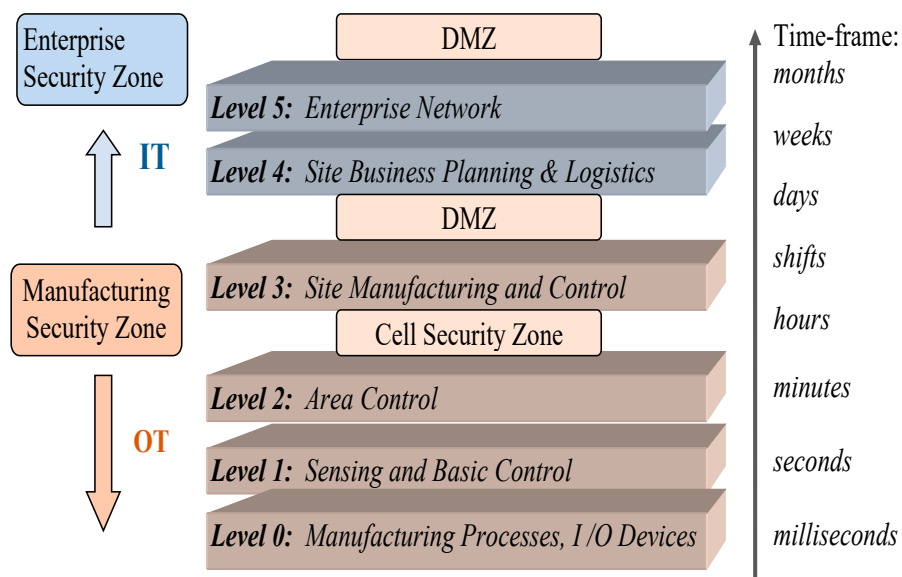 Enterprise
Security Zone
IT
Manufacturing
Security Zone
OT
DMZ
Level 5: Enterprise Network
Level 4: Site Business Planning & Logistics
DMZ
Level 3: Site Manufacturing and Control
Cell Security Zone
Level 2: Area Control
Level 1: Sensing and Basic Control
Level 0: Manufacturing Processes, I /O Devices
Time-frame:
months
weeks
days
shifts
hours
minutes
seconds
milliseconds